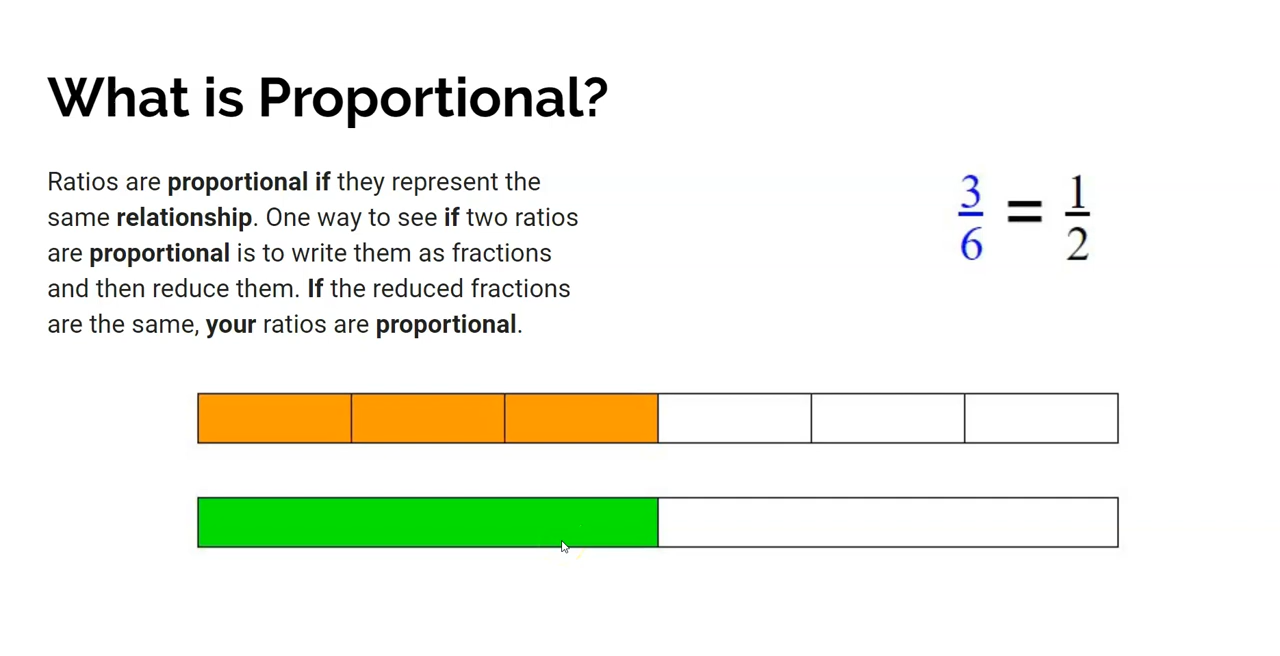 What is Proportional?
Ratios are proportional if they represent the
same relationship. One way to see if two ratios
are proportional is to write them as fractions
and then reduce them. If the reduced fractions
are the same, your ratios are proportional.
3/6 = 1/2